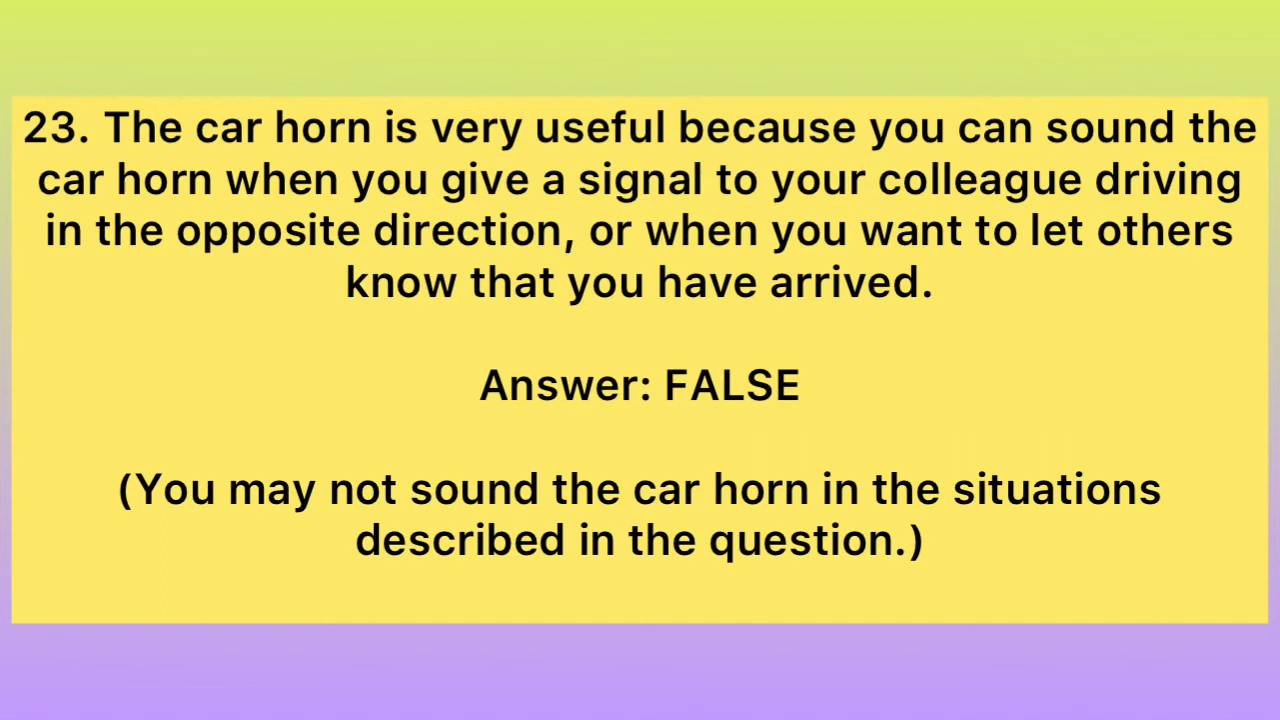 23. The car horn is very useful because you can sound the
car horn when you give a signal to your colleague driving
in the opposite direction, or when you want to let others
know that you have arrived.
Answer: FALSE
(You may not sound the car horn in the situations
described in the question.)